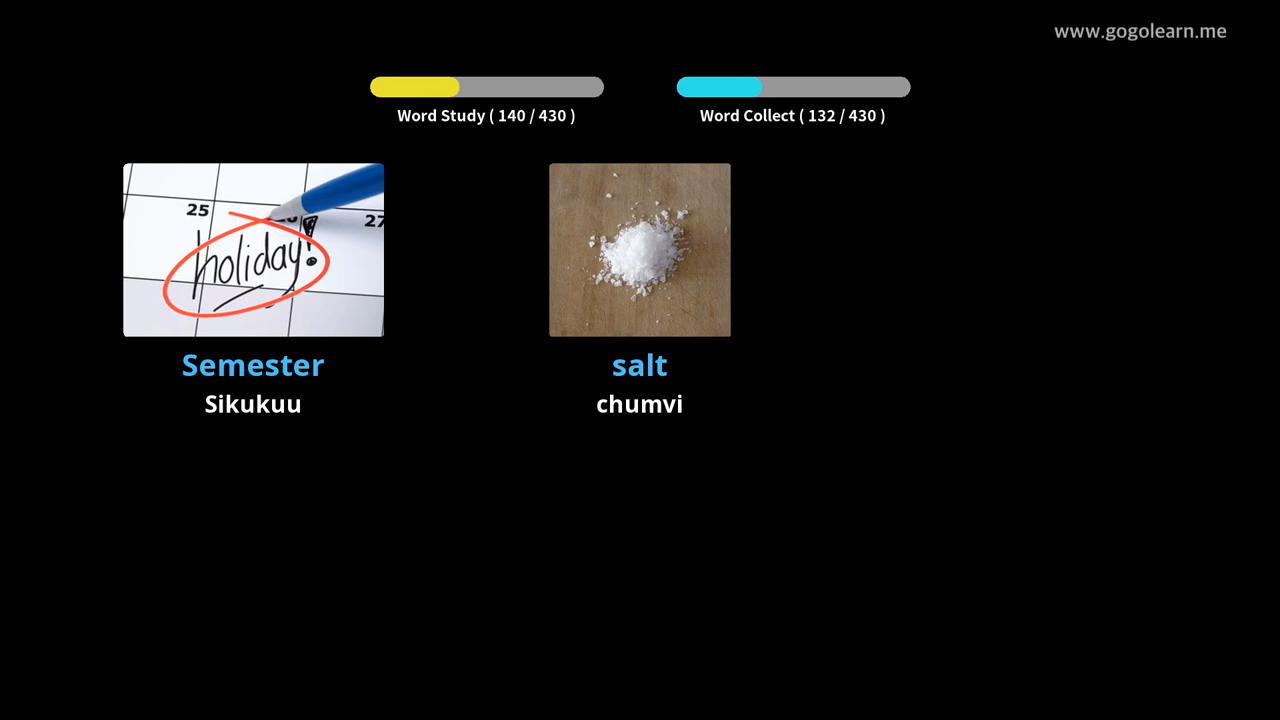 www.gogolearn.me
Word Study ( 140 / 430 )
Word Collect ( 132 / 430 )
25
27
holiday!
Semester
Sikukuu
salt
chumvi